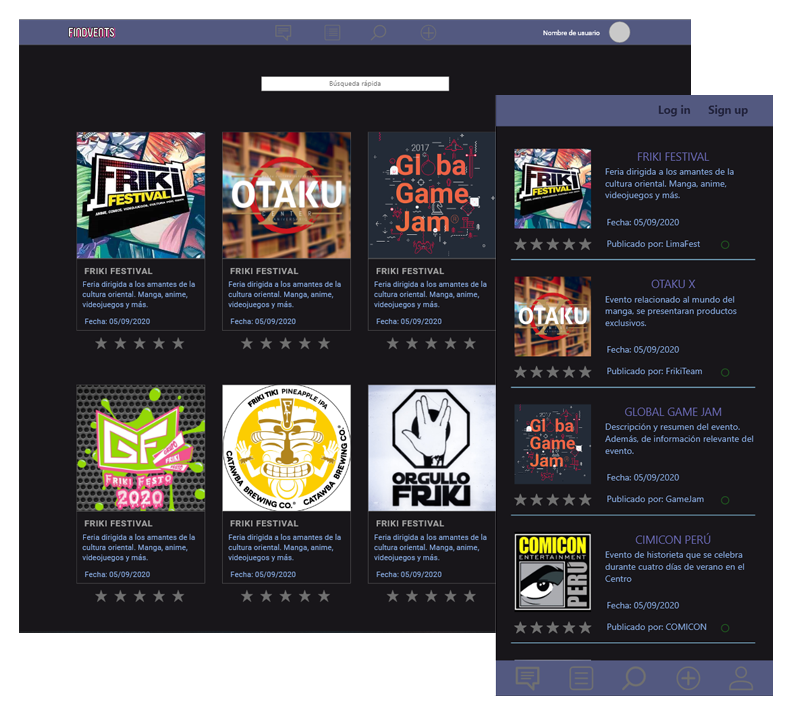 FINDVENTS
Nombre de usuario
Búsqueda rápida
FRIKI
FESTIVAL
FRIKI FESTIVAL
Feria dirigida a los amantes de la
cultura oriental. Manga, anime,
videojuegos y más.
Fecha: 05/09/2020
OTAKU
CENTER
FRIKI FESTIVAL
Feria dirigida a los amantes de la
cultura oriental. Manga, anime,
videojuegos y más.
Fecha: 05/09/2020
2017
Global
Game
Jam
FRIKI FESTIVAL
Feria dirigida a los amantes de la
cultura oriental. Manga, anime,
videojuegos y más.
Fecha: 05/09/2020
GF
FRIKI FESTO
2020
FRIKI FESTIVAL
Feria dirigida a los amantes de la
cultura oriental. Manga, anime,
videojuegos y más.
Fecha: 05/09/2020
FRIKI TIKI PINEAPPLE IPA
CATAWBA BREWING CO.
CATAWBA BREWING CO.
FRIKI FESTIVAL
Feria dirigida a los amantes de la
cultura oriental. Manga, anime,
videojuegos y más.
Fecha: 05/09/2020
ORGULLO
FRIKI
FRIKI FESTIVAL
Feria dirigida a los amantes de la
cultura oriental. Manga, anime,
videojuegos y más.
Fecha: 05/09/2020
Log in Sign up
FRIKI
FESTIVAL
FRIKI FESTIVAL
Feria dirigida a los amantes de la
cultura oriental. Manga, anime,
videojuegos y más.
Fecha: 05/09/2020
Publicado por: LimaFest
OTAKU
OTAKU X
Evento relacionado al mundo del
manga, se presentaran productos
exclusivos.
Fecha: 05/09/2020
Publicado por: FrikiTeam
Global
Game
Jam
GLOBAL GAME JAM
Descripción y resumen del evento.
Además, de información relevante del
evento.
Fecha: 05/09/2020
Publicado por: GameJam
COMICON
ENTERTAINMENT
PERÚ
CIMICON PERÚ
Evento de historieta que se celebra
durante cuatro días de verano en el
Centro
Fecha: 05/09/2020
Publicado por: COMICON